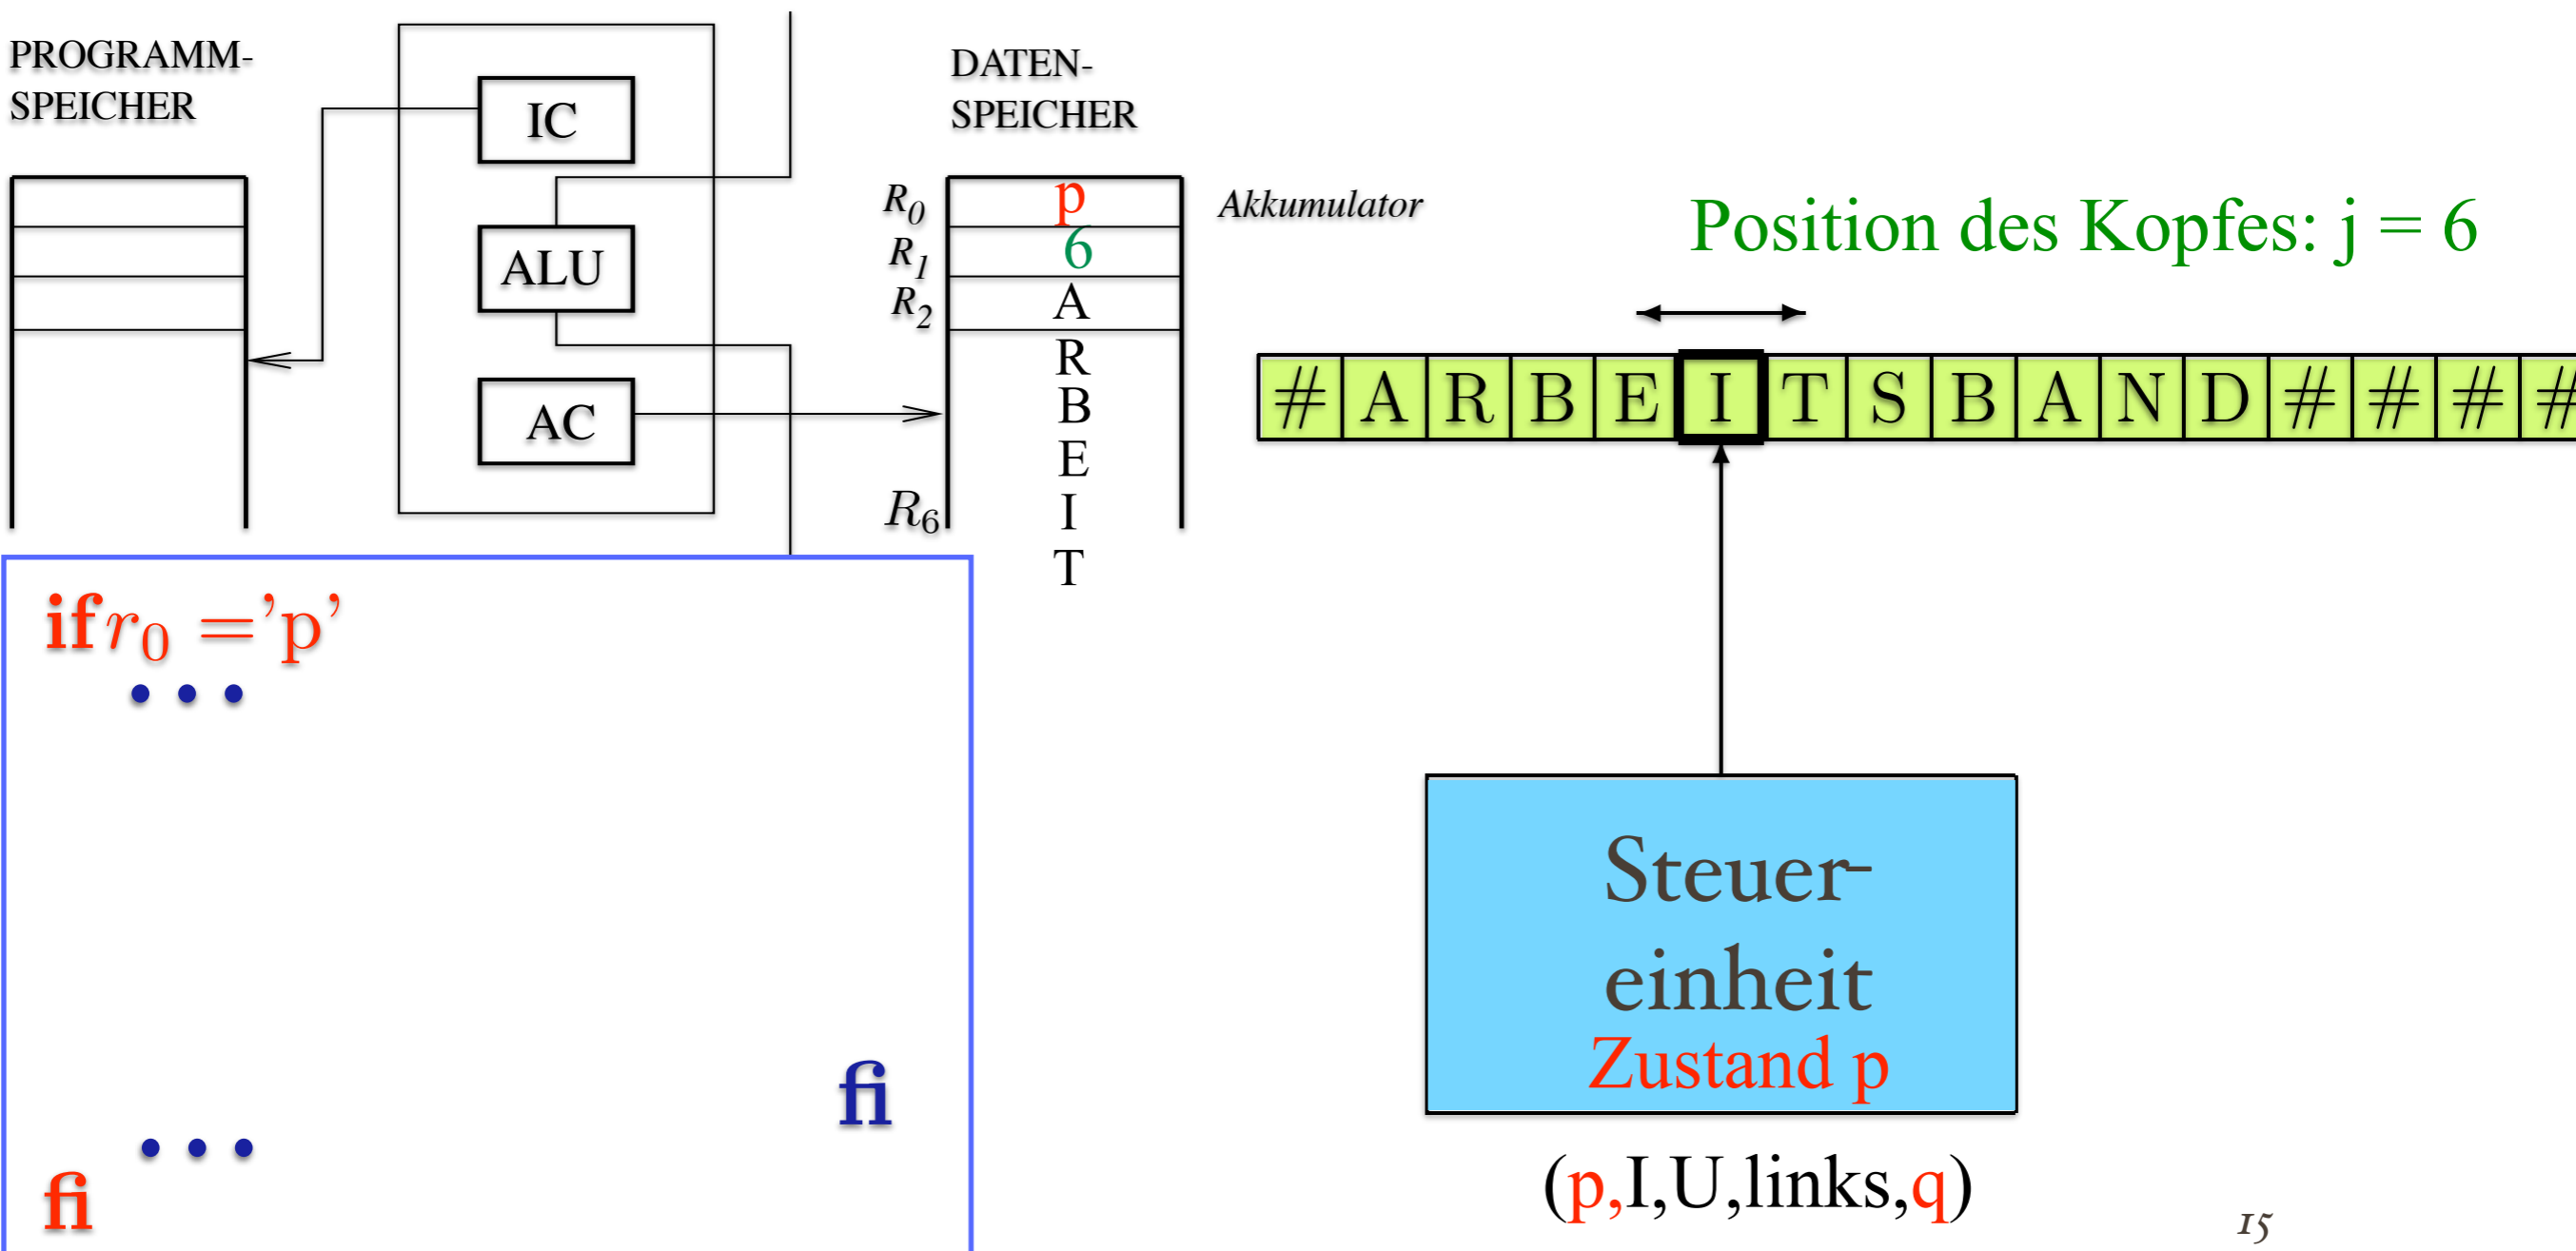 PROGRAMM-
SPEICHER
IC
ALU
AC
DATEN-
SPEICHER
R0 p Akkumulator
R1 6
R2 A
R
B
E
R6 I
T
Position des Kopfes: j = 6
# A R B E I T S B A N D # # # #
if r0 =’p’
• • •
fi
• • •
fi
Steuer-
einheit
Zustand p
(p,I,U,links,q)
15